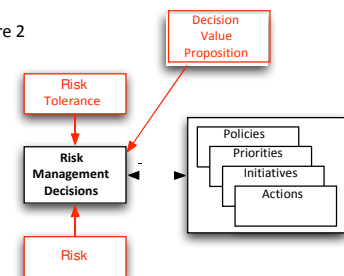 re 2
Decision
Value
Proposition
Risk
Tolerance
Risk
Management
Decisions
Policies
Priorities
Initiatives
Actions
Risk